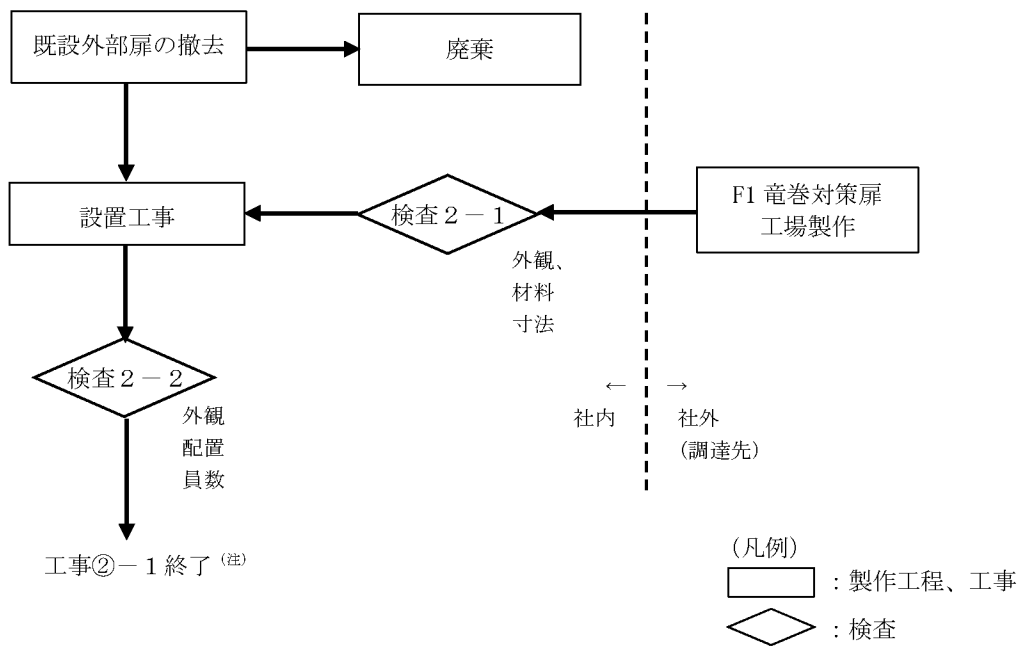 既設外部扉の撤去
廃棄
設置工事
検査2－1
F1 竜巻対策扉
工場製作
外観、
材料
寸法
検査2－2
外観
配置
員数
← →
社内 社外
(調達先)
工事②－1終了(注)
(凡例)
：製作工程、工事
：検査